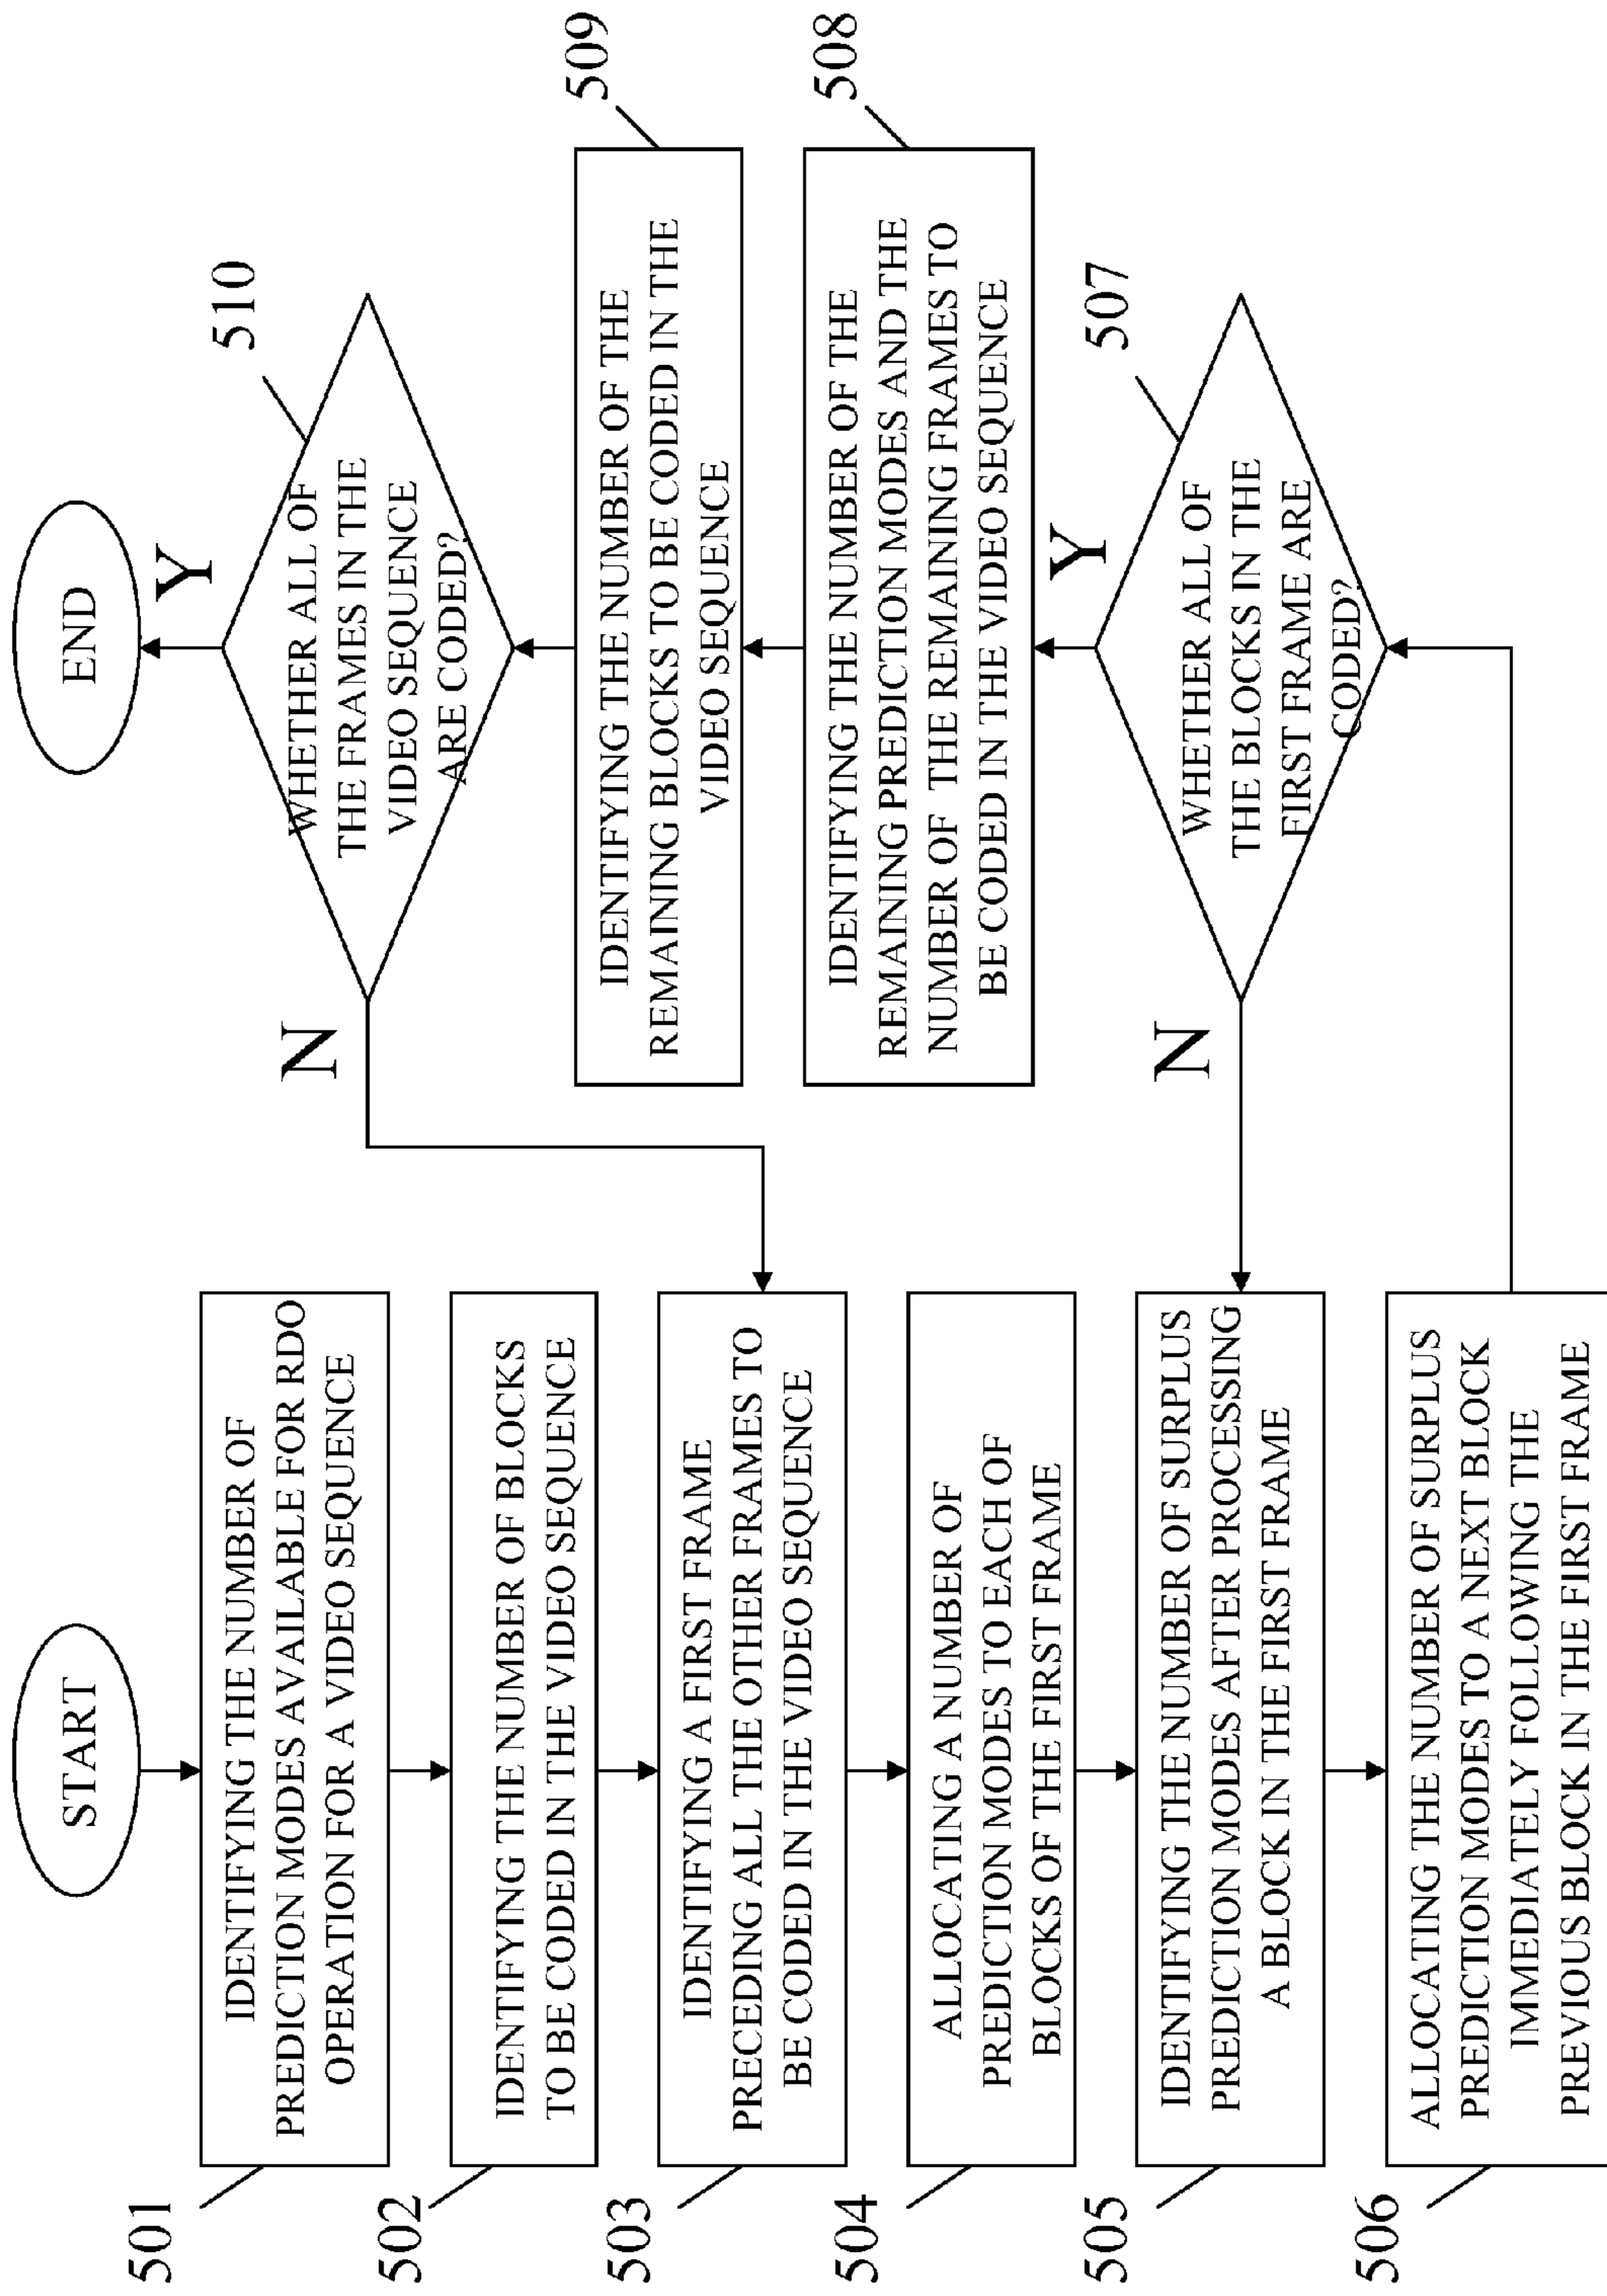 START
501
IDENTIFYING THE NUMBER OF
PREDICTION MODES AVAILABLE FOR RDO
OPERATION FOR A VIDEO SEQUENCE
502
IDENTIFYING THE NUMBER OF BLOCKS
TO BE CODED IN THE VIDEO SEQUENCE
503
IDENTIFYING A FIRST FRAME
PRECEDING ALL THE OTHER FRAMES TO
BE CODED IN THE VIDEO SEQUENCE
504
ALLOCATING A NUMBER OF
PREDICTION MODES TO EACH OF
BLOCKS OF THE FIRST FRAME
505
IDENTIFYING THE NUMBER OF SURPLUS
PREDICTION MODES AFTER PROCESSING
A BLOCK IN THE FIRST FRAME
506
ALLOCATING THE NUMBER OF SURPLUS
PREDICTION MODES TO A NEXT BLOCK
IMMEDIATELY FOLLOWING THE
PREVIOUS BLOCK IN THE FIRST FRAME
507
WHETHER ALL OF
THE BLOCKS IN THE
FIRST FRAME ARE
CODED?
N
Y
508
IDENTIFYING THE NUMBER OF THE
REMAINING PREDICTION MODES AND THE
NUMBER OF THE REMAINING FRAMES TO
BE CODED IN THE VIDEO SEQUENCE
509
IDENTIFYING THE NUMBER OF THE
REMAINING BLOCKS TO BE CODED IN THE
VIDEO SEQUENCE
510
WHETHER ALL OF
THE FRAMES IN THE
VIDEO SEQUENCE
ARE CODED?
N
Y
END